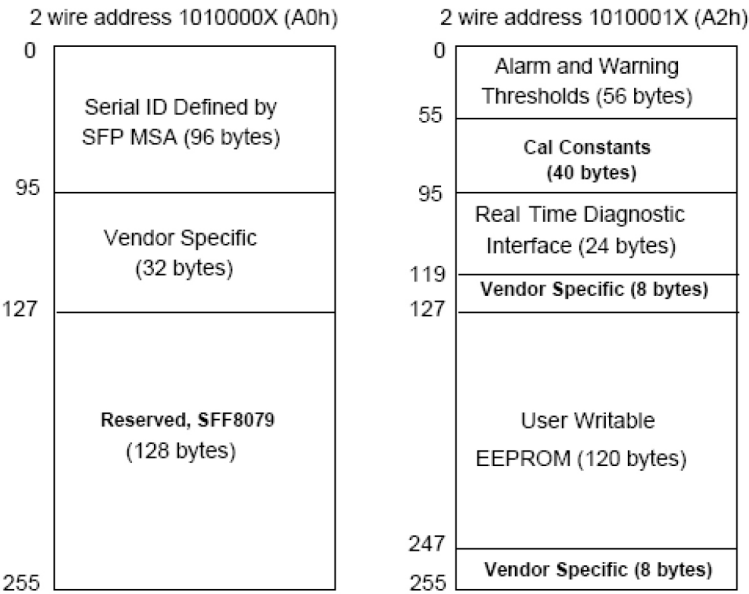 2 wire address 1010000X (A0h)
0
Serial ID Defined by
SFP MSA (96 bytes)
95
Vendor Specific
(32 bytes)
127
Reserved, SFF8079
(128 bytes)
255
2 wire address 1010001X (A2h)
0
Alarm and Warning
Thresholds (56 bytes)
55
Cal Constants
(40 bytes)
95
Real Time Diagnostic
Interface (24 bytes)
119
Vendor Specific (8 bytes)
127
User Writable
EEPROM (120 bytes)
247
Vendor Specific (8 bytes)
255